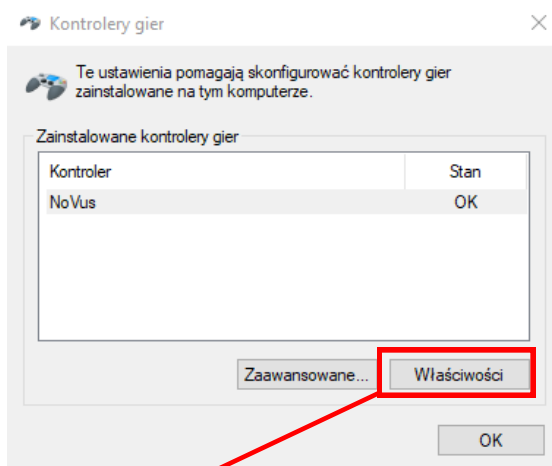 Kontrolery gier
Te ustawienia pomagają skonfigurować kontrolery gier
zainstalowane na tym komputerze.
Zainstalowane kontrolery gier
Kontroler Stan
NoVus OK
Zaawansowane... Właściwości
OK